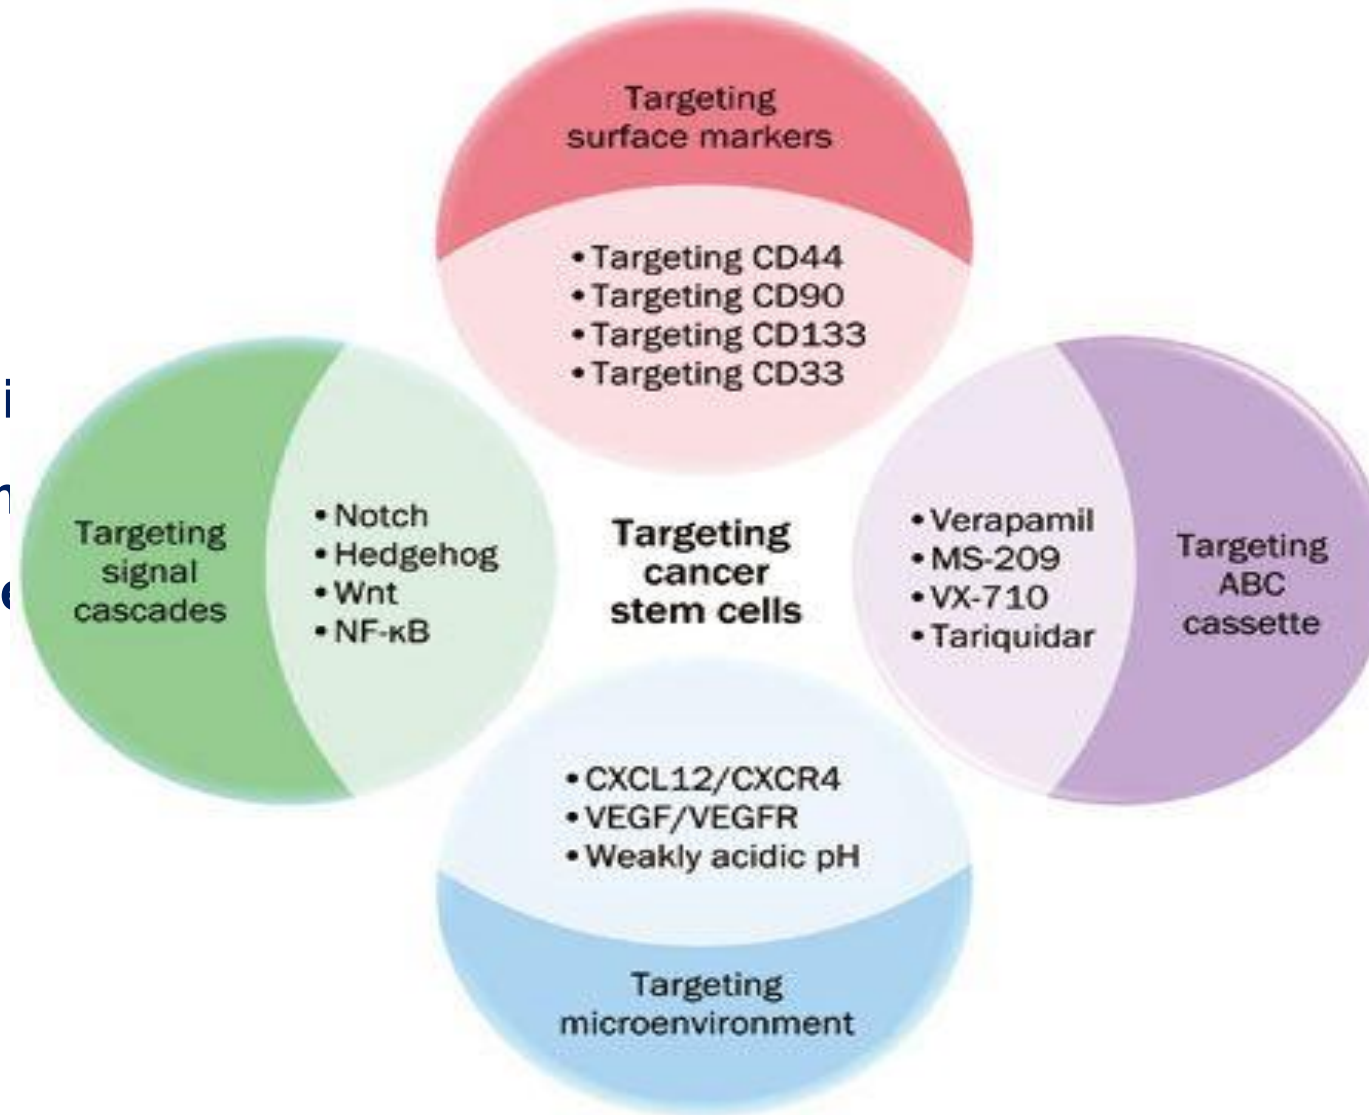 Targeting
surface markers
• Targeting CD44
• Targeting CD90
• Targeting CD133
• Targeting CD33
Targeting
signal
cascades
• Notch
• Hedgehog
• Wnt
• NF-κB
Targeting
cancer
stem cells
• Verapamil
• MS-209
• VX-710
• Tariquidar
Targeting
ABC
cassette
• CXCL12/CXCR4
• VEGF/VEGFR
• Weakly acidic pH
Targeting
microenvironment